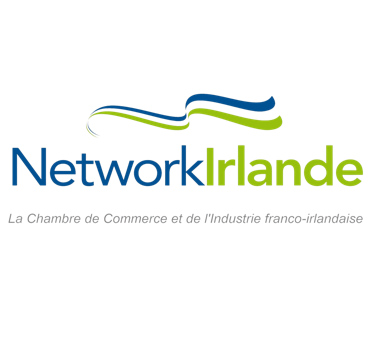 NetworkIrlande
La Chambre de Commerce et de l'Industrie franco-irlandaise